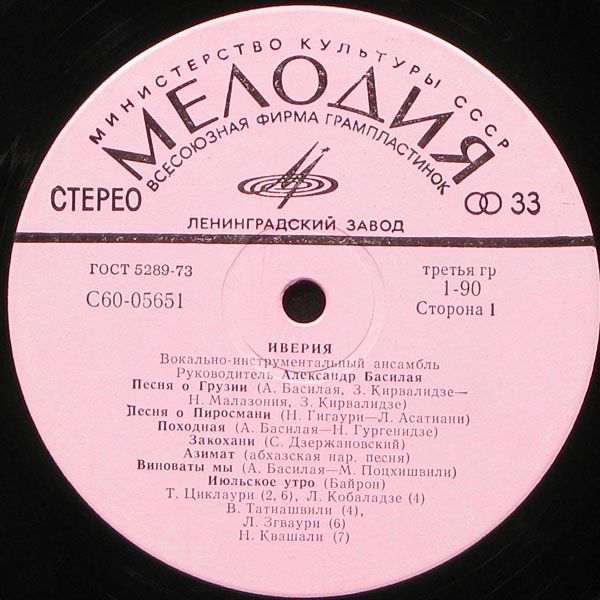 МИНИСТЕРСТВО КУЛЬТУРЫ СССР
МЕЛОДИЯ
ВСЕСОЮЗНАЯ ФИРМА ГРАМПЛАСТИНОК
СТЕРЕО
33
ЛЕНИНГРАДСКИЙ ЗАВОД
ГОСТ 5289-73
С60-05651
третья гр
1-90
Сторона 1
ИВЕРИЯ
Вокально-инструментальный ансамбль
Руководитель Александр Басилая
Песня о Грузии (А. Басилая, З. Кирвалидзе—
Н. Малазония, З. Кирвалидзе)
Песня о Пиросмани (Н. Гигаури—Л. Асатиани)
Походная (А. Басилая—Н. Гургенидзе)
Закохани (С. Дзержановский)
Азимат (абхазская нар. песня)
Виноваты мы (А. Басилая—М. Поцхишвили)
Июльское утро (Байрон)
Т. Циклаури (2, 6), Л. Кобаладзе (4)
В. Татиашвили (4),
Л. Згваури (6)
Н. Квашали (7)